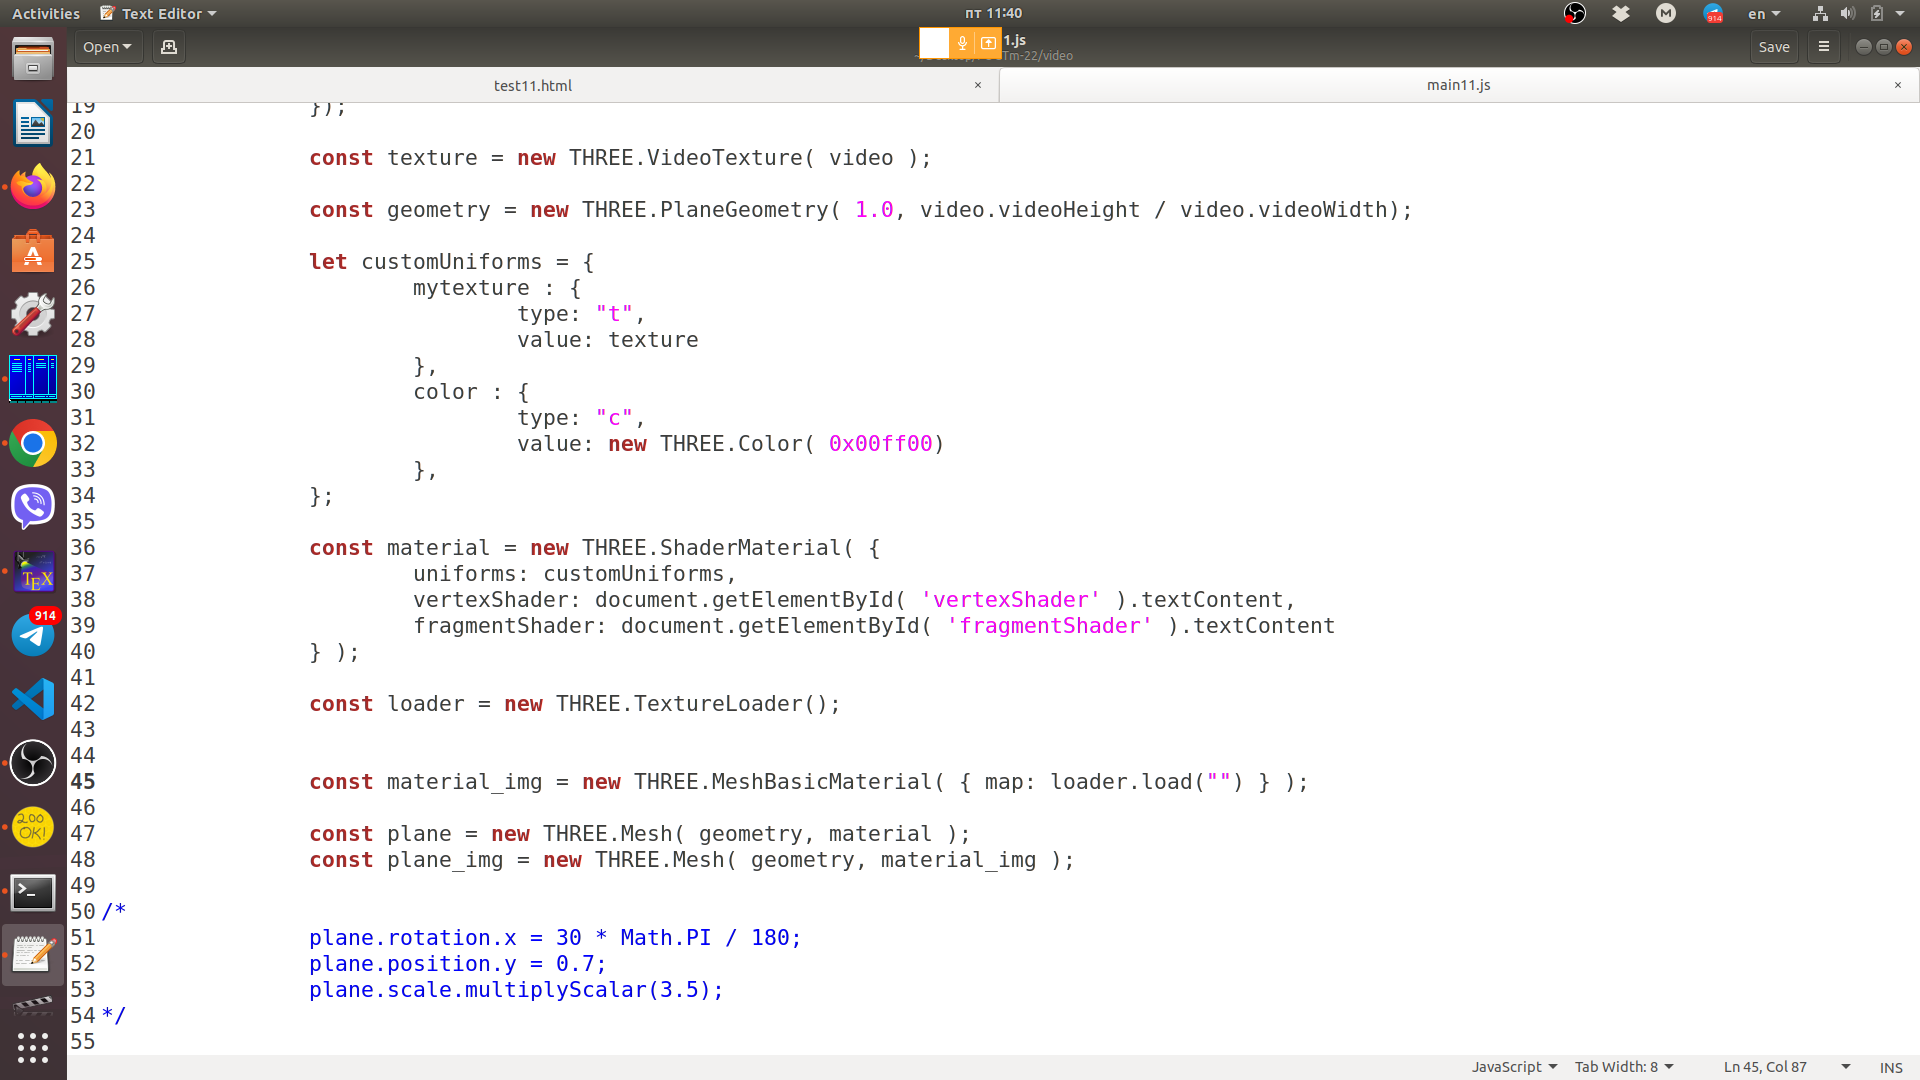 Activities Text Editor пт 11:40 914 en
Open 1.js Save
Tm-22/video
test11.html × main11.js ×
19 });
20
21 const texture = new THREE.VideoTexture( video );
22
23 const geometry = new THREE.PlaneGeometry( 1.0, video.videoHeight / video.videoWidth);
24
25 let customUniforms = {
26 mytexture : {
27 type: "t",
28 value: texture
29 },
30 color : {
31 type: "c",
32 value: new THREE.Color( 0x00ff00)
33 },
34 };
35
36 const material = new THREE.ShaderMaterial( {
37 uniforms: customUniforms,
38 vertexShader: document.getElementById( 'vertexShader' ).textContent,
39 fragmentShader: document.getElementById( 'fragmentShader' ).textContent
40 } );
41
42 const loader = new THREE.TextureLoader();
43
44
45 const material_img = new THREE.MeshBasicMaterial( { map: loader.load("") } );
46
47 const plane = new THREE.Mesh( geometry, material );
48 const plane_img = new THREE.Mesh( geometry, material_img );
49
50 /*
51 plane.rotation.x = 30 * Math.PI / 180;
52 plane.position.y = 0.7;
53 plane.scale.multiplyScalar(3.5);
54 */
55
TEX
914
200 OK!
JavaScript Tab Width: 8 Ln 45, Col 87 INS